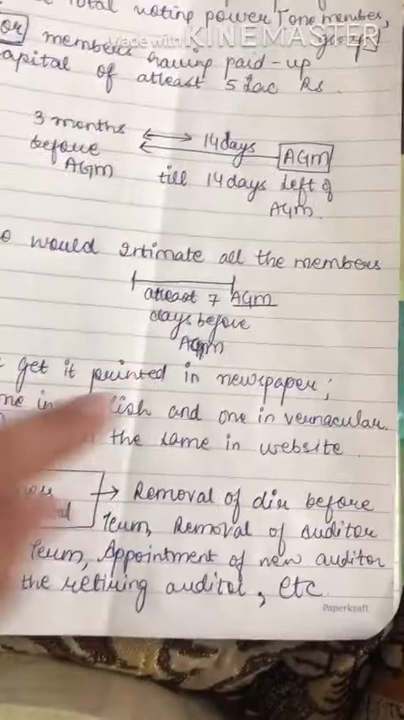 Total voting power [one member,
or] members having paid-up group]
Made with KINEMASTER
capital of atleast 5 lac Rs.
3 months before AGM
14 days
AGM
till 14 days left of AGM.
would intimate all the members
atleast 7 days before AGM
AGM
get it printed in newspaper;
in and one in vernacular.
the same in website
→ Removal of dir before
Term, Removal of auditor
Term, Appointment of new auditor
the retiring auditor, etc.
Paperkraft